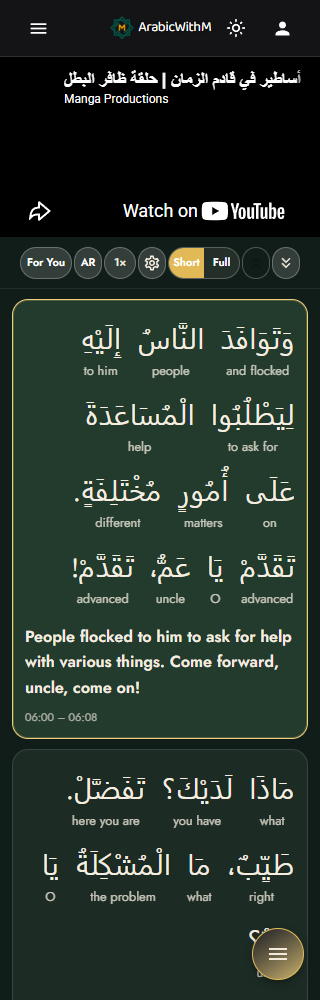 ArabicWithM
أساطير في قادم الزمان | حلقة ظافر البطل
Manga Productions
Watch on YouTube
For You AR 1x Short Full
وَتَوَافَدَ النَّاسُ إِلَيْهِ
and flocked people to him
لِيَطْلُبُوا الْمُسَاعَدَةَ
to ask for help
عَلَى أُمُورٍ مُخْتَلِفَةٍ.
on matters different
تَقَدَّمْ يَا عَمُّ، تَقَدَّمْ!
advanced O uncle advanced
People flocked to him to ask for help
with various things. Come forward,
uncle, come on!
06:00 – 06:08
مَاذَا لَدَيْكَ؟ تَفَضَّلْ.
what you have here you are
طَيِّبٌ، مَا الْمُشْكِلَةُ يَا
right what the problem O